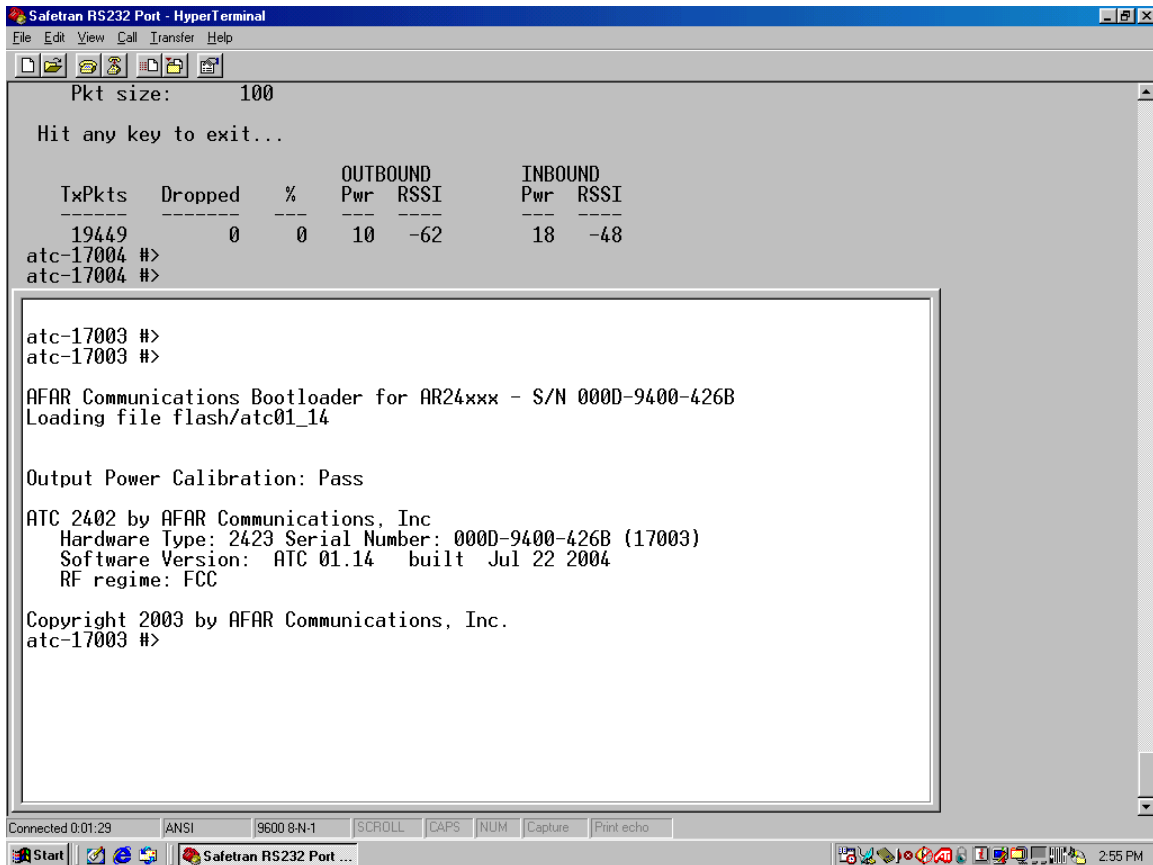 Safetran RS232 Port - HyperTerminal
File Edit View Call Transfer Help
Pkt size: 100
Hit any key to exit...
OUTBOUND INBOUND
TxPkts Dropped % Pwr RSSI Pwr RSSI
------ ------- --- --- ---- --- ----
19449 0 0 10 -62 18 -48
atc-17004 #>
atc-17004 #>
atc-17003 #>
atc-17003 #>
AFAR Communications Bootloader for AR24xxx - S/N 000D-9400-426B
Loading file flash/atc01_14
Output Power Calibration: Pass
ATC 2402 by AFAR Communications, Inc
Hardware Type: 2423 Serial Number: 000D-9400-426B (17003)
Software Version: ATC 01.14 built Jul 22 2004
RF regime: FCC
Copyright 2003 by AFAR Communications, Inc.
atc-17003 #>
Connected 0:01:29 ANSI 9600 8-N-1 SCROLL CAPS NUM Capture Print echo
Start Safetran RS232 Port ... 2:55 PM